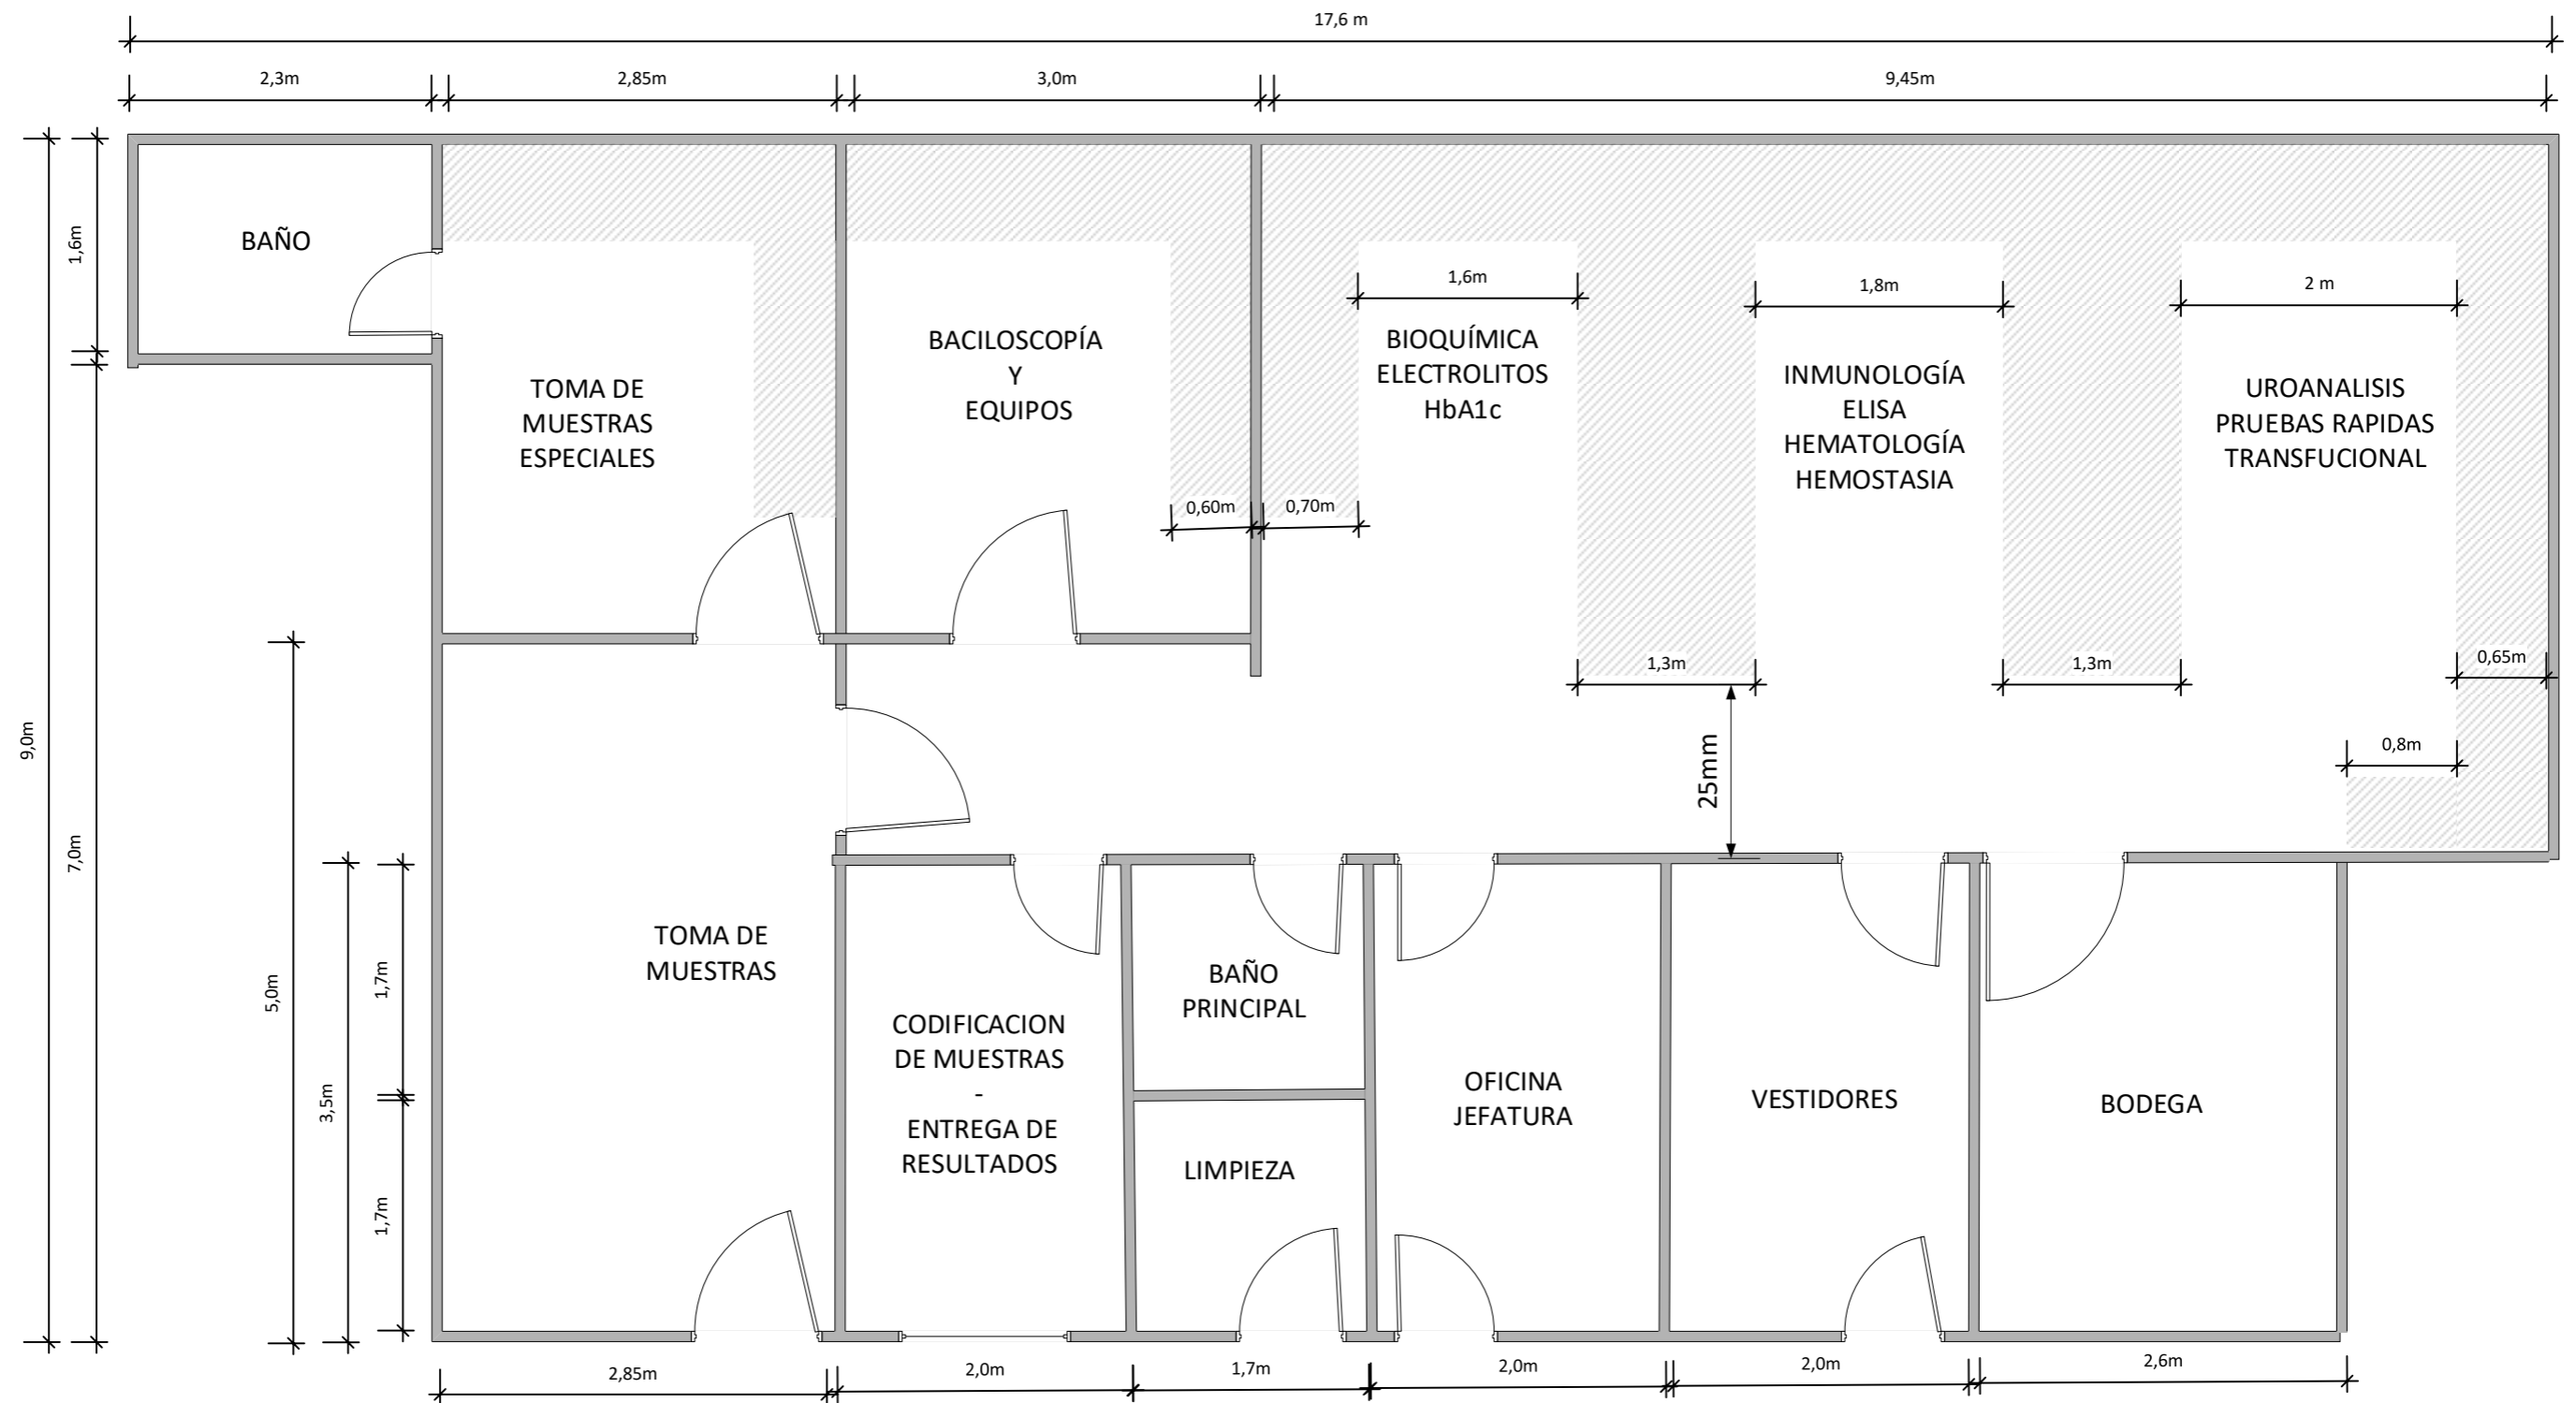 17,6 m
2,3m
2,85m
3,0m
9,45m
1,6m
9,0m
7,0m
5,0m
3,5m
1,7m
1,7m
BAÑO
TOMA DE
MUESTRAS
ESPECIALES
BACILOSCOPÍA
Y
EQUIPOS
0,60m
0,70m
1,6m
BIOQUÍMICA
ELECTROLITOS
HbA1c
1,8m
INMUNOLOGÍA
ELISA
HEMATOLOGÍA
HEMOSTASIA
2 m
UROANALISIS
PRUEBAS RAPIDAS
TRANSFUCIONAL
1,3m
1,3m
0,65m
0,8m
25mm
TOMA DE
MUESTRAS
CODIFICACION
DE MUESTRAS
-
ENTREGA DE
RESULTADOS
BAÑO
PRINCIPAL
LIMPIEZA
OFICINA
JEFATURA
VESTIDORES
BODEGA
2,85m
2,0m
1,7m
2,0m
2,0m
2,6m